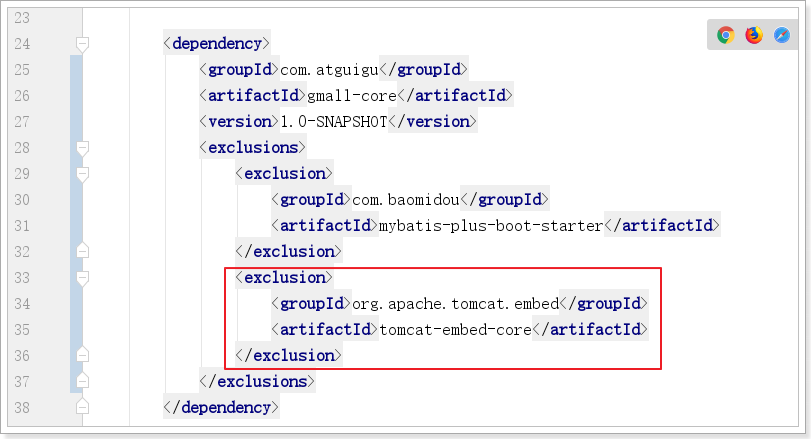 23
24 <dependency>
25 <groupId>com.atguigu</groupId>
26 <artifactId>gmall-core</artifactId>
27 <version>1.0-SNAPSHOT</version>
28 <exclusions>
29 <exclusion>
30 <groupId>com.baomidou</groupId>
31 <artifactId>mybatis-plus-boot-starter</artifactId>
32 </exclusion>
33 <exclusion>
34 <groupId>org.apache.tomcat.embed</groupId>
35 <artifactId>tomcat-embed-core</artifactId>
36 </exclusion>
37 </exclusions>
38 </dependency>